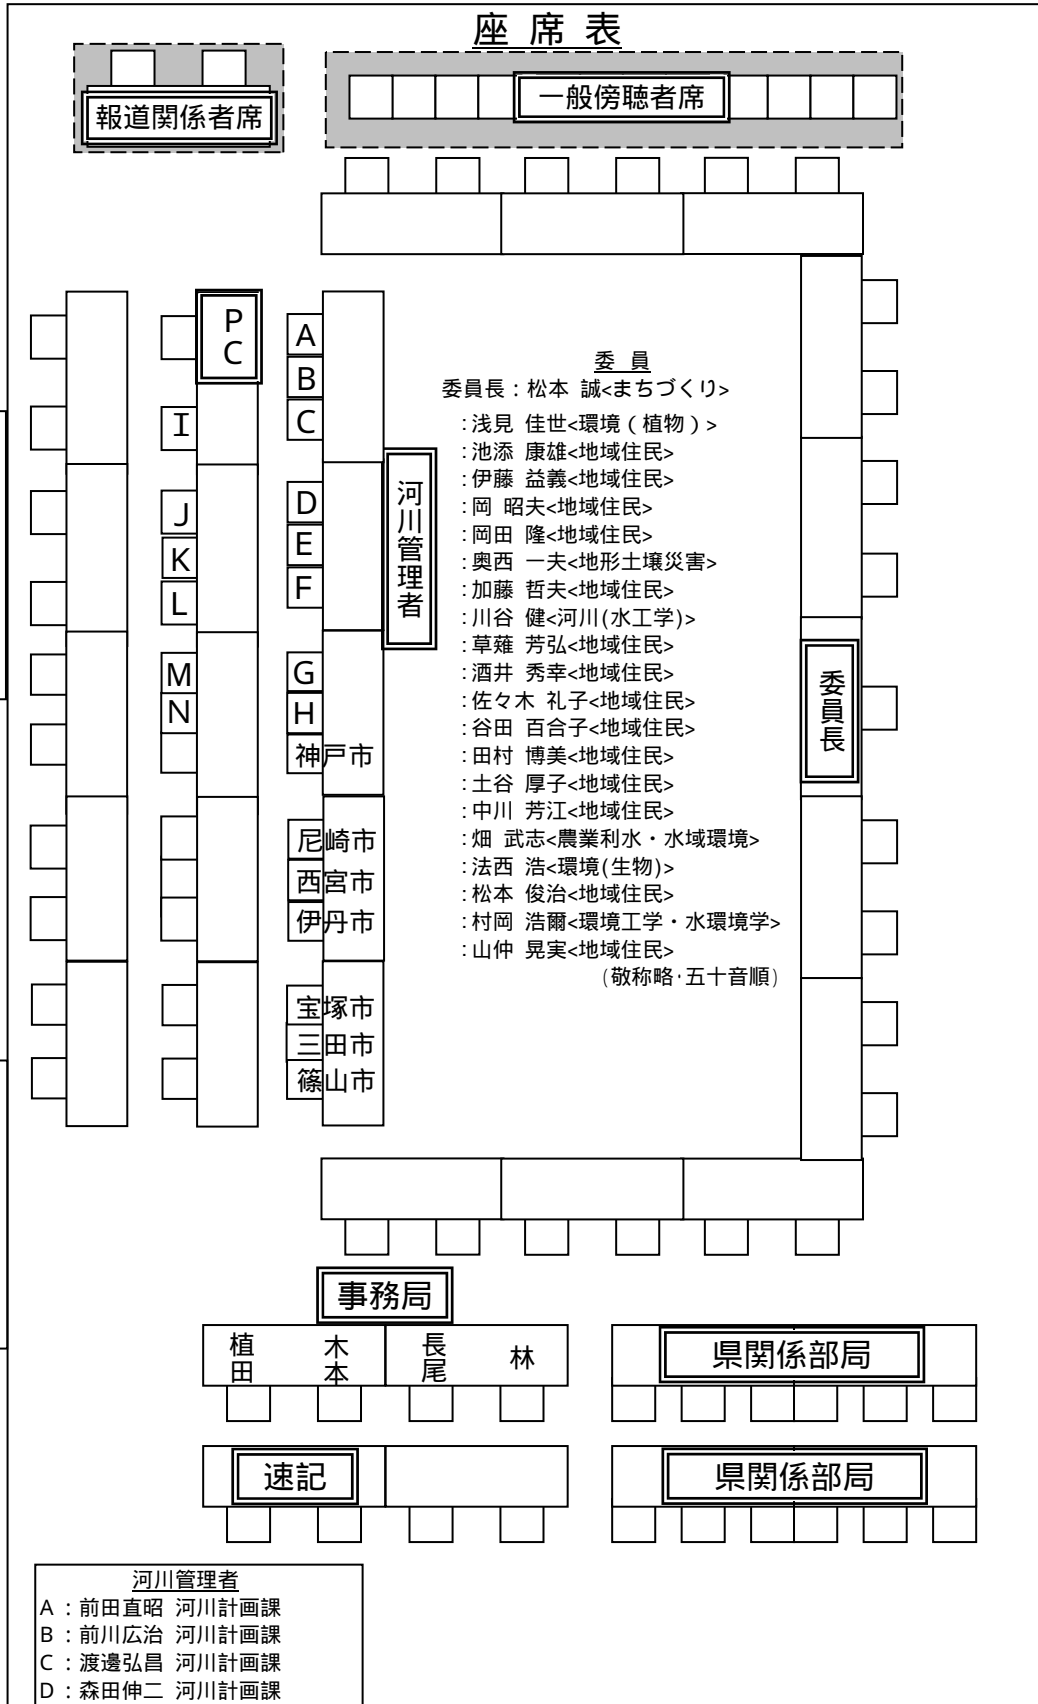 座 席 表
報道関係者席
一般傍聴者席
PC
A
B
C
I
D
E
F
J
K
L
河川管理者
G
H
神戸市
M
N
尼崎市
西宮市
伊丹市
宝塚市
三田市
篠山市
委 員
委員長：松本 誠<まちづくり>
：浅見 佳世<環境（植物）>
：池添 康雄<地域住民>
：伊藤 益義<地域住民>
：岡 昭夫<地域住民>
：岡田 隆<地域住民>
：奥西 一夫<地形土壌災害>
：加藤 哲夫<地域住民>
：川谷 健<河川(水工学)>
：草薙 芳弘<地域住民>
：酒井 秀幸<地域住民>
：佐々木 礼子<地域住民>
：谷田 百合子<地域住民>
：田村 博美<地域住民>
：土谷 厚子<地域住民>
：中川 芳江<地域住民>
：畑 武志<農業利水・水域環境>
：法西 浩<環境(生物)>
：松本 俊治<地域住民>
：村岡 浩爾<環境工学・水環境学>
：山仲 晃実<地域住民>
（敬称略・五十音順）
委員長
事務局
植田 木本 長尾 林
県関係部局
速記
県関係部局
河川管理者
A：前田直昭 河川計画課
B：前川広治 河川計画課
C：渡邊弘昌 河川計画課
D：森田伸二 河川計画課